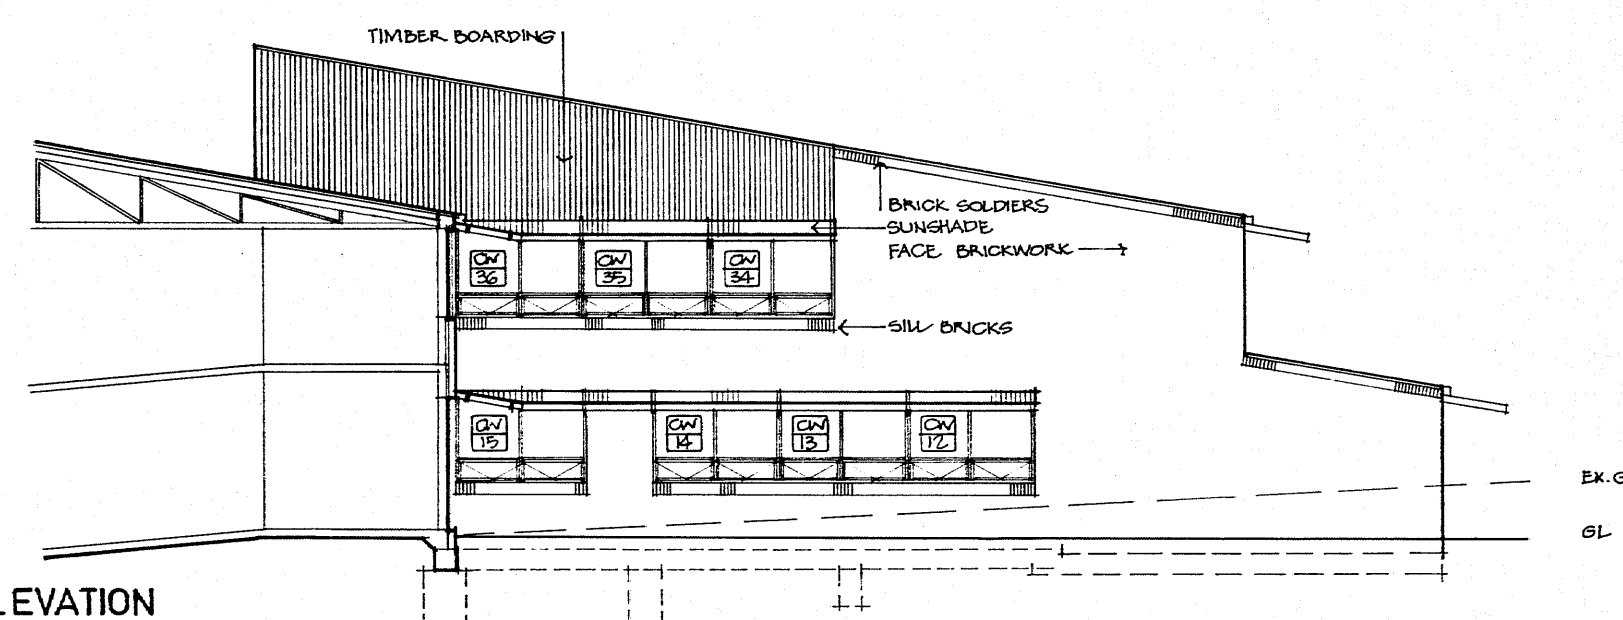 TIMBER BOARDING
BRICK SOLDIERS
SUNSHADE
FACE BRICKWORK
CW
36
CW
35
CW
34
SILL BRICKS
CW
15
CW
14
CW
13
CW
12
EX.G
GL
LEVATION